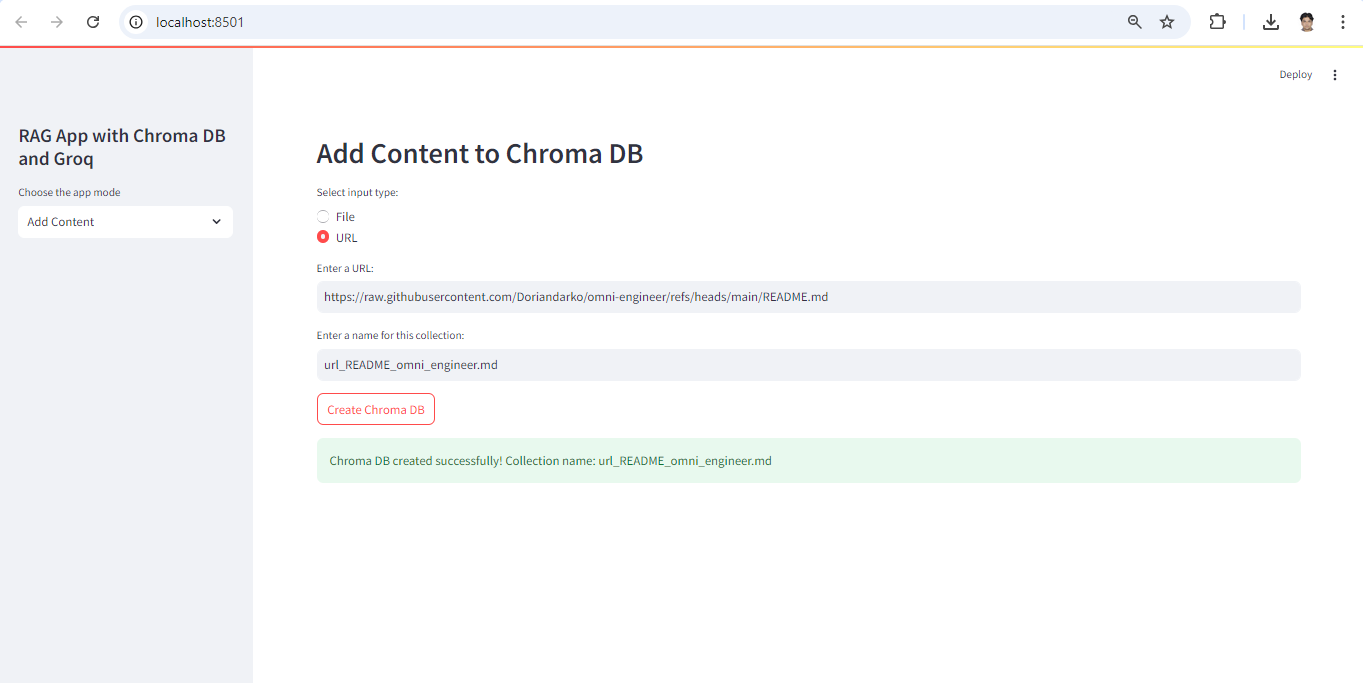 localhost:8501
Deploy
RAG App with Chroma DB
and Groq
Choose the app mode
Add Content
Add Content to Chroma DB
Select input type:
File
URL
Enter a URL:
https://raw.githubusercontent.com/Doriandarko/omni-engineer/refs/heads/main/README.md
Enter a name for this collection:
url_README_omni_engineer.md
Create Chroma DB
Chroma DB created successfully! Collection name: url_README_omni_engineer.md